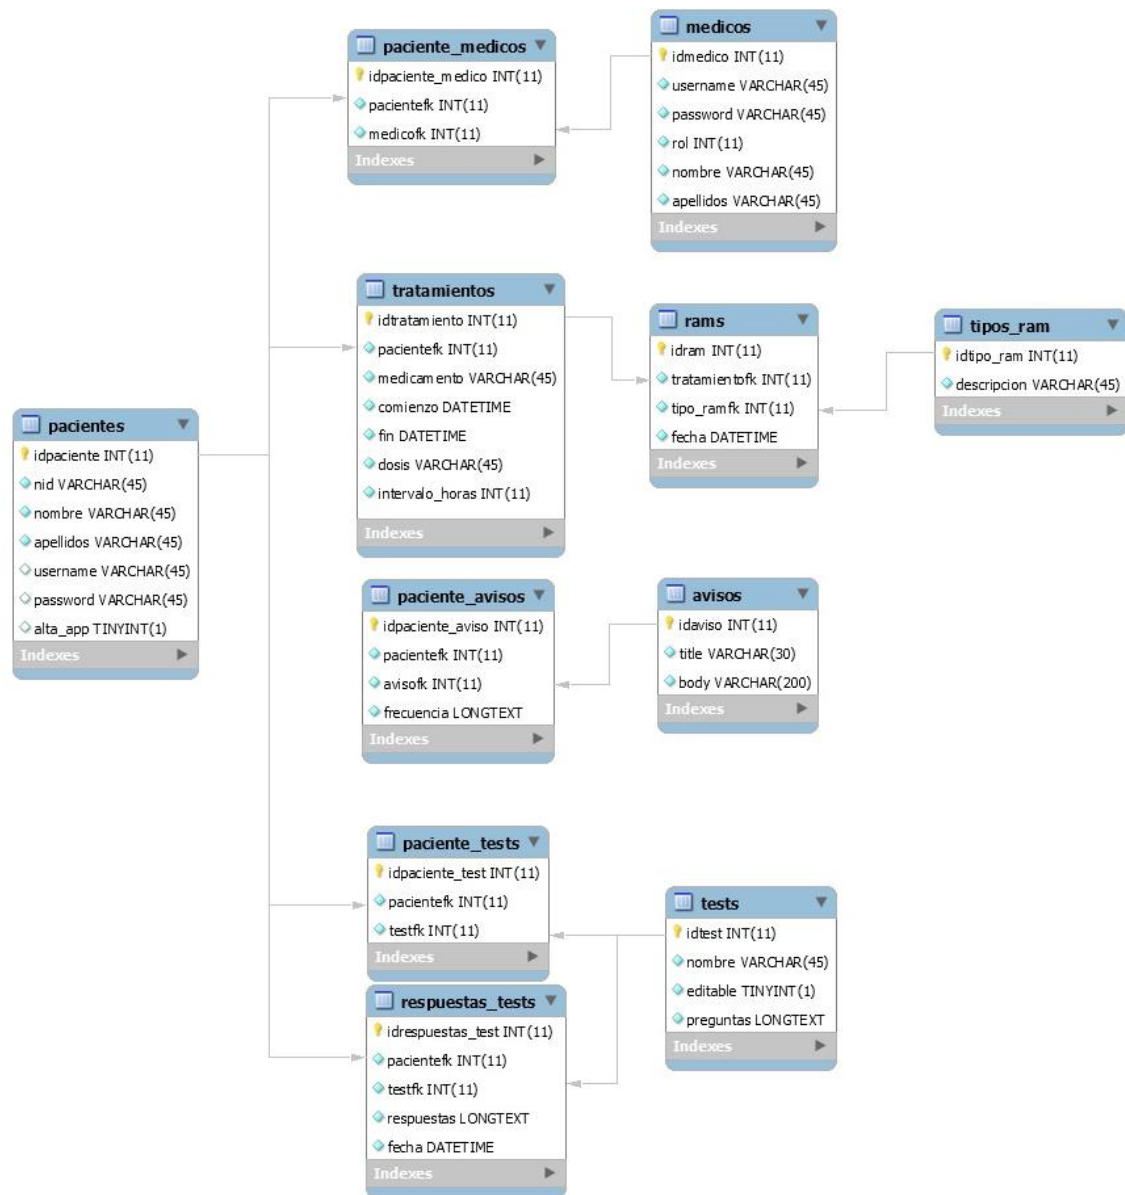 paciente_medicos
idpaciente_medico INT(11)
pacientefk INT(11)
medicofk INT(11)
Indexes
medicos
idmedico INT(11)
username VARCHAR(45)
password VARCHAR(45)
rol INT(11)
nombre VARCHAR(45)
apellidos VARCHAR(45)
Indexes
tratamientos
idtratamiento INT(11)
pacientefk INT(11)
medicamento VARCHAR(45)
comienzo DATETIME
fin DATETIME
dosis VARCHAR(45)
intervalo_horas INT(11)
Indexes
rams
idram INT(11)
tratamientofk INT(11)
tipo_ramfk INT(11)
fecha DATETIME
Indexes
tipos_ram
idtipo_ram INT(11)
descripcion VARCHAR(45)
Indexes
pacientes
idpaciente INT(11)
nid VARCHAR(45)
nombre VARCHAR(45)
apellidos VARCHAR(45)
username VARCHAR(45)
password VARCHAR(45)
alta_app TINYINT(1)
Indexes
paciente_avisos
idpaciente_aviso INT(11)
pacientefk INT(11)
avisofk INT(11)
frecuencia LONGTEXT
Indexes
avisos
idaviso INT(11)
title VARCHAR(30)
body VARCHAR(200)
Indexes
paciente_tests
idpaciente_test INT(11)
pacientefk INT(11)
testfk INT(11)
Indexes
tests
idtest INT(11)
nombre VARCHAR(45)
editable TINYINT(1)
preguntas LONGTEXT
Indexes
respuestas_tests
idrespuestas_test INT(11)
pacientefk INT(11)
testfk INT(11)
respuestas LONGTEXT
fecha DATETIME
Indexes